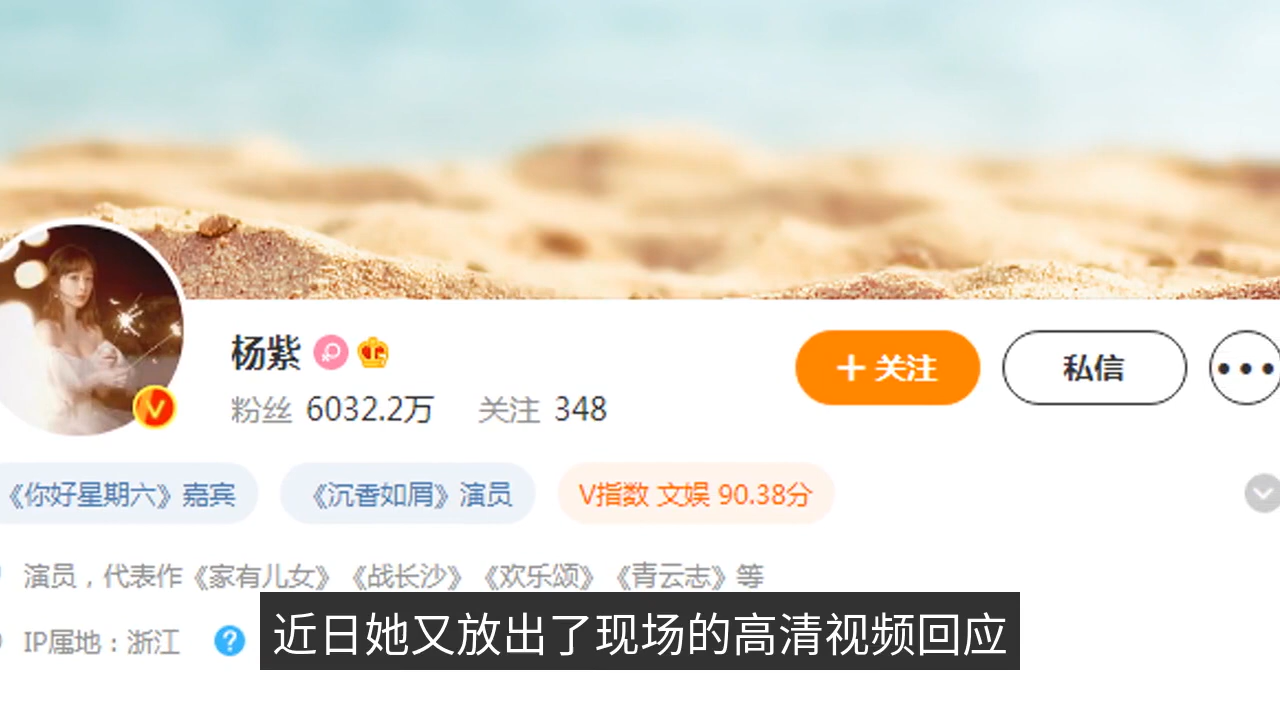 杨紫
粉丝 6032.2万 关注 348
+ 关注
私信
《你好星期六》嘉宾 《沉香如屑》演员 V指数 文娱 90.38分
演员，代表作《家有儿女》《战长沙》《欢乐颂》《青云志》等
IP属地：浙江 ?
近日她又放出了现场的高清视频回应